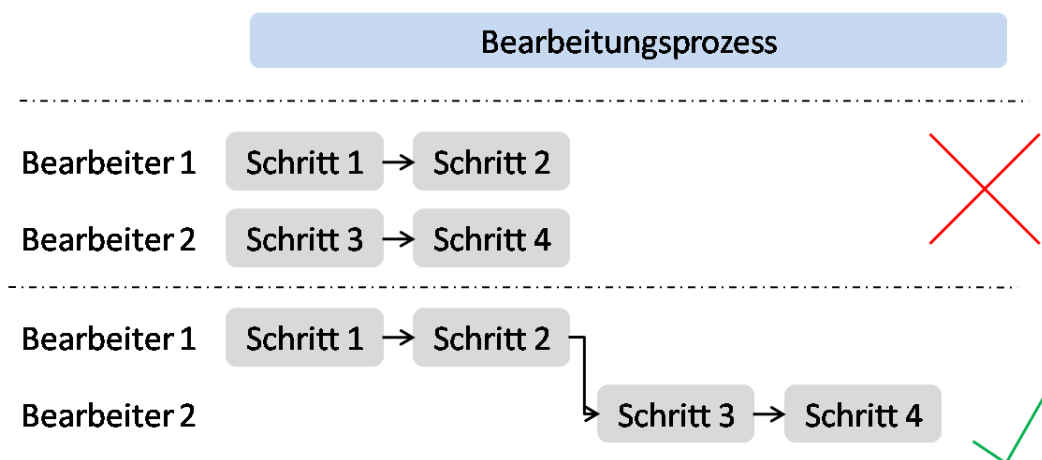 Bearbeitungsprozess
Bearbeiter 1 Schritt 1 Schritt 2
Bearbeiter 2 Schritt 3 Schritt 4
Bearbeiter 1 Schritt 1 Schritt 2
Bearbeiter 2 Schritt 3 Schritt 4